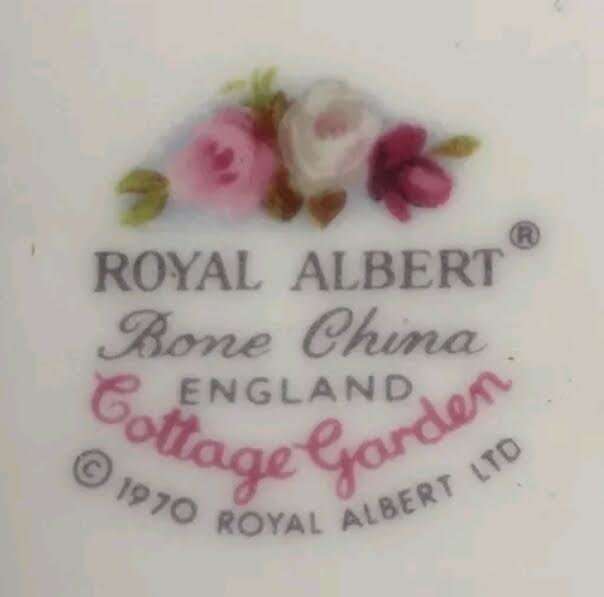 ROYAL ALBERT®
Bone China
ENGLAND
Cottage Garden
© 1970 ROYAL ALBERT LTD